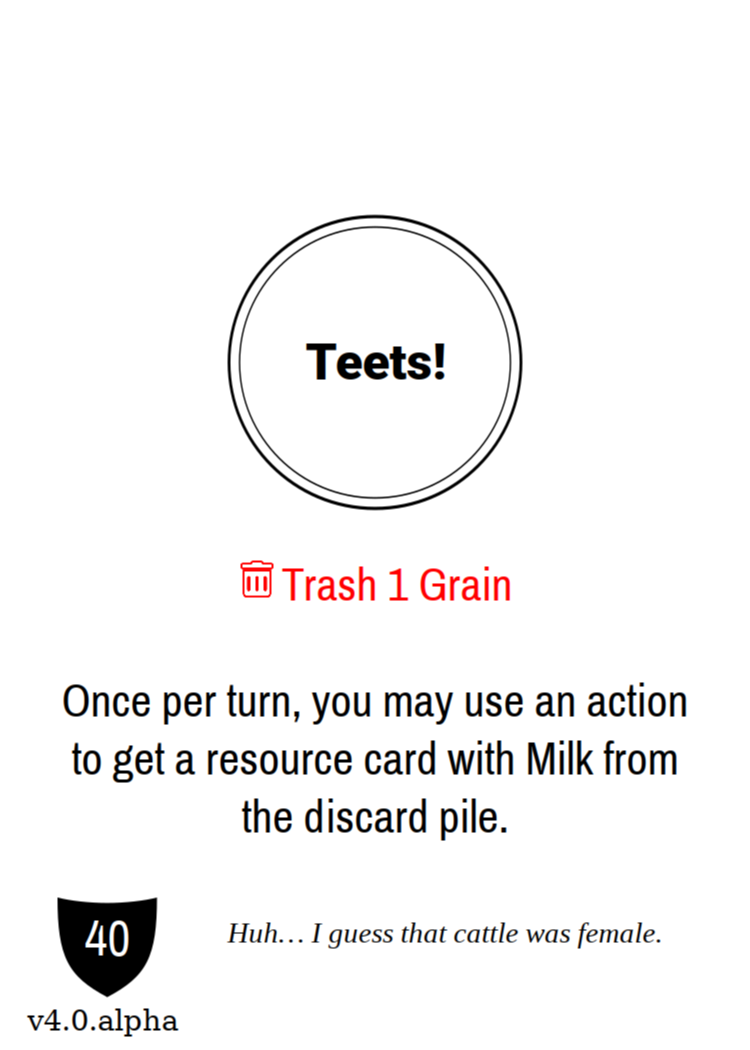 Teets!
Trash 1 Grain
Once per turn, you may use an action
to get a resource card with Milk from
the discard pile.
40
Huh… I guess that cattle was female.
v4.0.alpha